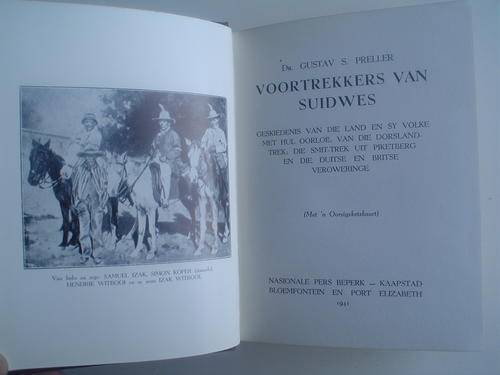 Van links na regs: SAMUEL IZAK, SIMON KOPER
HENDRIK WITBOOI en sy seun IZAK WITBOOI.
Dr. GUSTAV S. PRELLER
VOORTREKKERS VAN
SUIDWES
GESKIEDENIS VAN DIE LAND EN SY VOLKE
MET HUL OORLOË, VAN DIE DORSLAND-
TREK, DIE SMIT-TREK UIT PIKETBERG
EN DIE DUITSE EN BRITSE
VEROWERINGE
(Met 'n Oorsigsketskaart)
NASIONALE PERS BEPERK — KAAPSTAD
BLOEMFONTEIN EN PORT ELIZABETH
1941